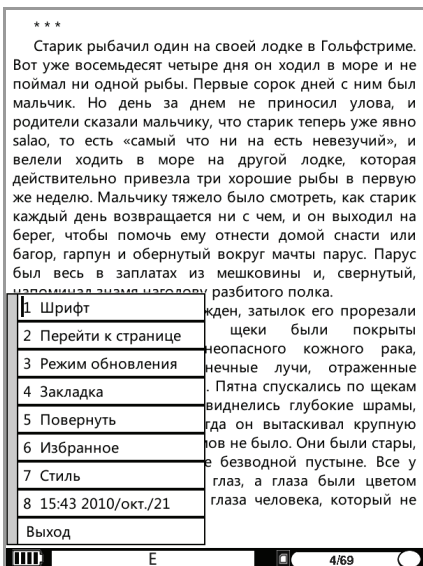 * * *
Старик рыбачил один на своей лодке в Гольфстриме.
Вот уже восемьдесят четыре дня он ходил в море и не
поймал ни одной рыбы. Первые сорок дней с ним был
мальчик. Но день за днем не приносил улова, и
родители сказали мальчику, что старик теперь уже явно
salao, то есть «самый что ни на есть невезучий», и
велели ходить в море на другой лодке, которая
действительно привезла три хорошие рыбы в первую
же неделю. Мальчику тяжело было смотреть, как старик
каждый день возвращается ни с чем, и он выходил на
берег, чтобы помочь ему отнести домой снасти или
багор, гарпун и обернутый вокруг мачты парус. Парус
был весь в заплатах из мешковины и, свернутый,
напоминал знамя наголову разбитого полка.
жден, затылок его прорезали
щеки были покрыты
неопасного кожного рака,
нечные лучи, отраженные
. Пятна спускались по щекам
виднелись глубокие шрамы,
гда он вытаскивал крупную
ов не было. Они были стары,
е безводной пустыне. Все у
глаз, а глаза были цветом
глаза человека, который не
1 Шрифт
2 Перейти к странице
3 Режим обновления
4 Закладка
5 Повернуть
6 Избранное
7 Стиль
8 15:43 2010/окт./21
Выход
E
4/69